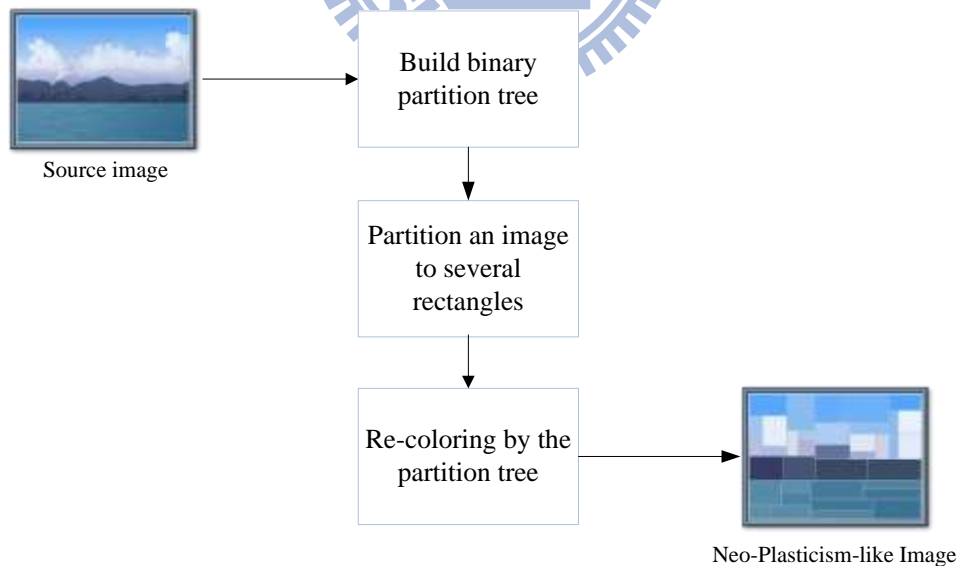 Build binary
partition tree
Source image
Partition an image
to several
rectangles
Re-coloring by the
partition tree
Neo-Plasticism-like Image